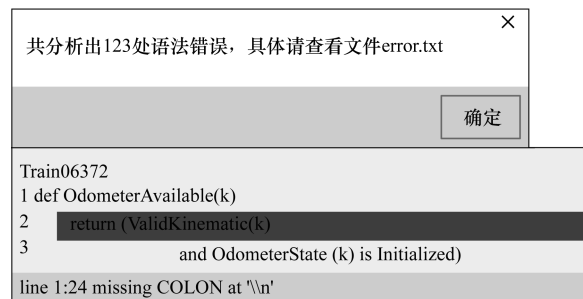 共分析出123处语法错误，具体请查看文件error.txt
确定
Train06372
1 def OdometerAvailable(k)
2 return (ValidKinematic(k)
3 and OdometerState (k) is Initialized)
line 1:24 missing COLON at '\\n'